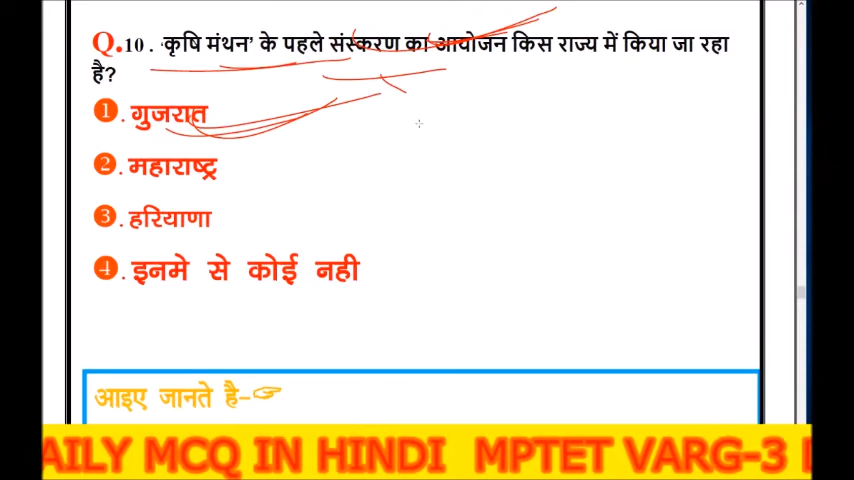 Q.10 . 'कृषि मंथन' के पहले संस्करण का आयोजन किस राज्य में किया जा रहा
है?
1. गुजरात
2. महाराष्ट्र
3. हरियाणा
4. इनमे से कोई नही
आइए जानते है-
AILY MCQ IN HINDI MPTET VARG-3